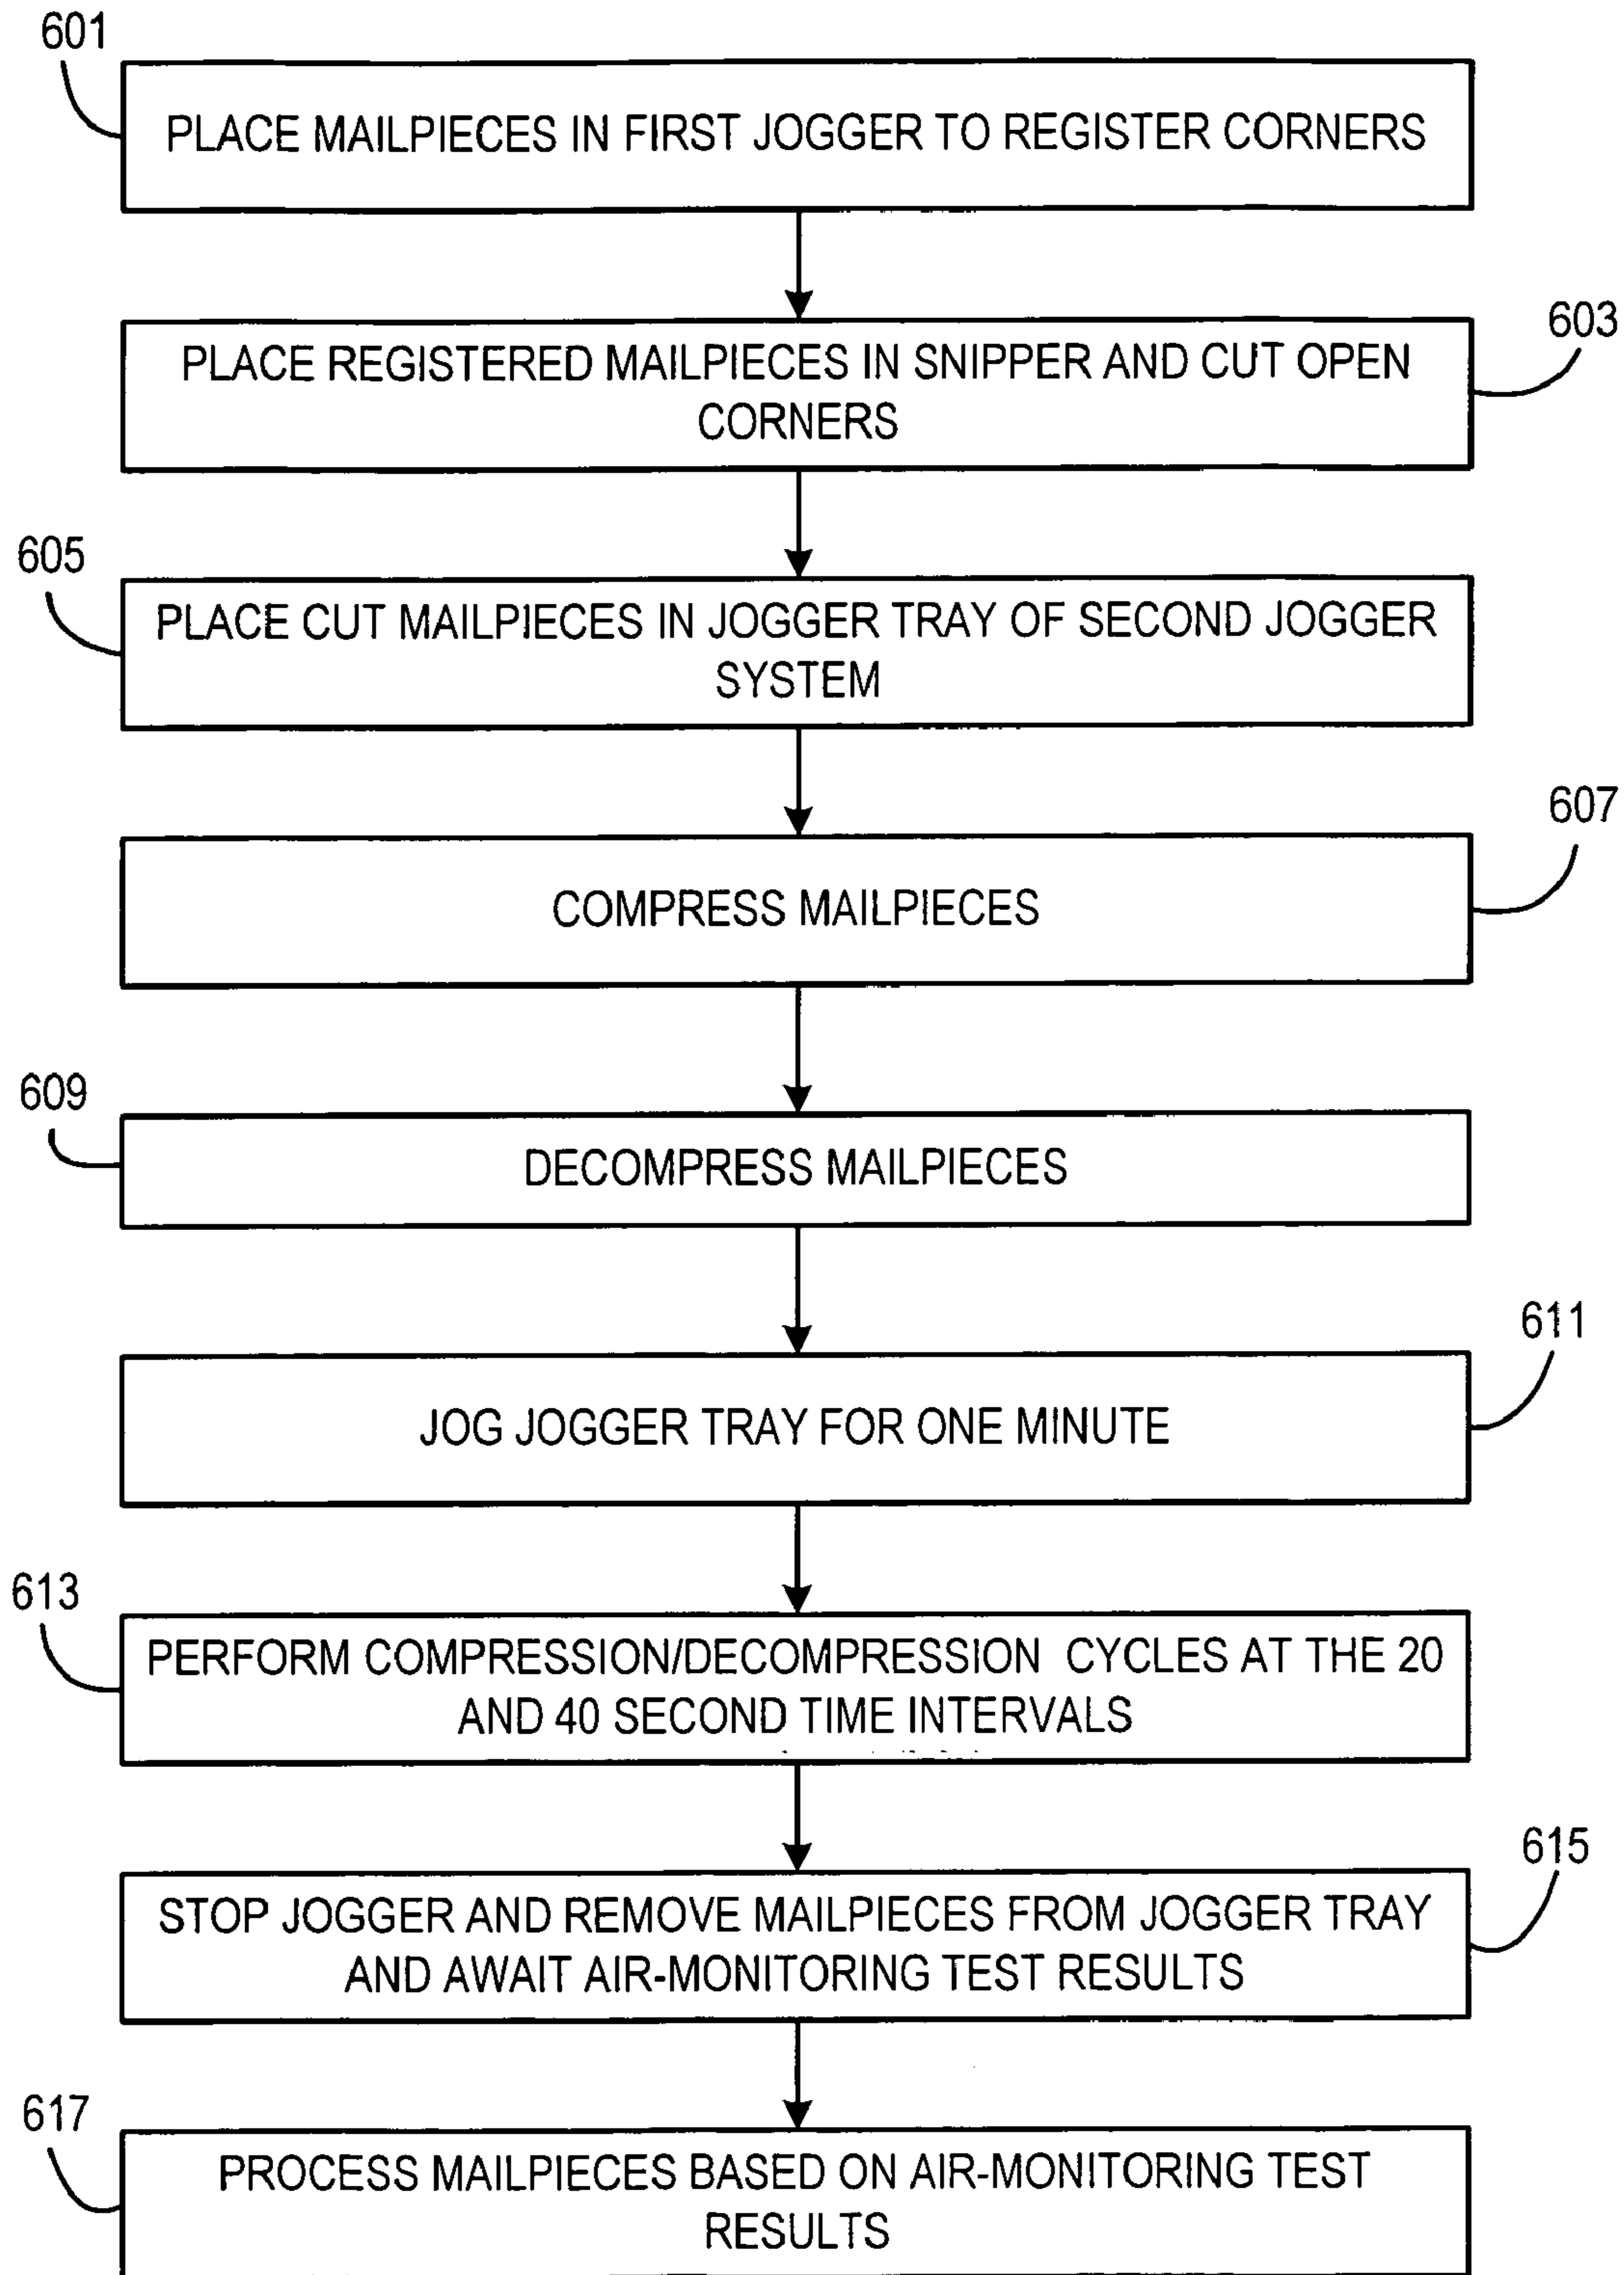 601
PLACE MAILPIECES IN FIRST JOGGER TO REGISTER CORNERS
603
PLACE REGISTERED MAILPIECES IN SNIPPER AND CUT OPEN
CORNERS
605
PLACE CUT MAILPIECES IN JOGGER TRAY OF SECOND JOGGER
SYSTEM
607
COMPRESS MAILPIECES
609
DECOMPRESS MAILPIECES
611
JOG JOGGER TRAY FOR ONE MINUTE
613
PERFORM COMPRESSION/DECOMPRESSION CYCLES AT THE 20
AND 40 SECOND TIME INTERVALS
615
STOP JOGGER AND REMOVE MAILPIECES FROM JOGGER TRAY
AND AWAIT AIR-MONITORING TEST RESULTS
617
PROCESS MAILPIECES BASED ON AIR-MONITORING TEST
RESULTS